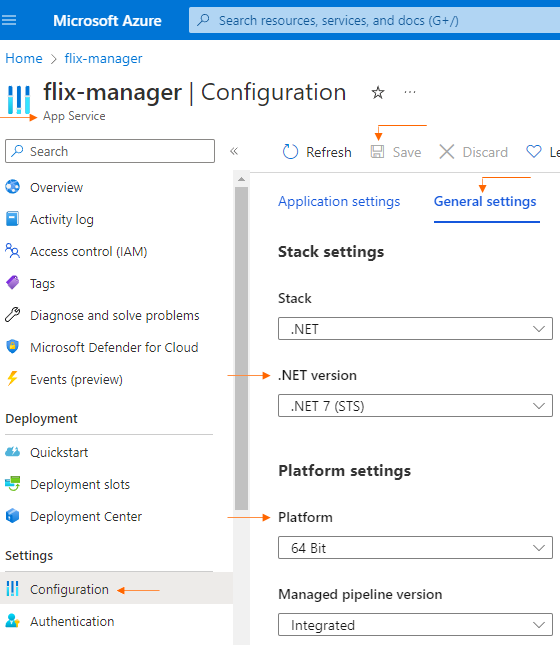 Microsoft Azure
Search resources, services, and docs (G+/)
Home > flix-manager
flix-manager | Configuration
App Service
Search
Refresh
Save
Discard
Le
Overview
Activity log
Access control (IAM)
Tags
Diagnose and solve problems
Microsoft Defender for Cloud
Events (preview)
Deployment
Quickstart
Deployment slots
Deployment Center
Settings
Configuration
Authentication
Application settings
General settings
Stack settings
Stack
.NET
.NET version
.NET 7 (STS)
Platform settings
Platform
64 Bit
Managed pipeline version
Integrated